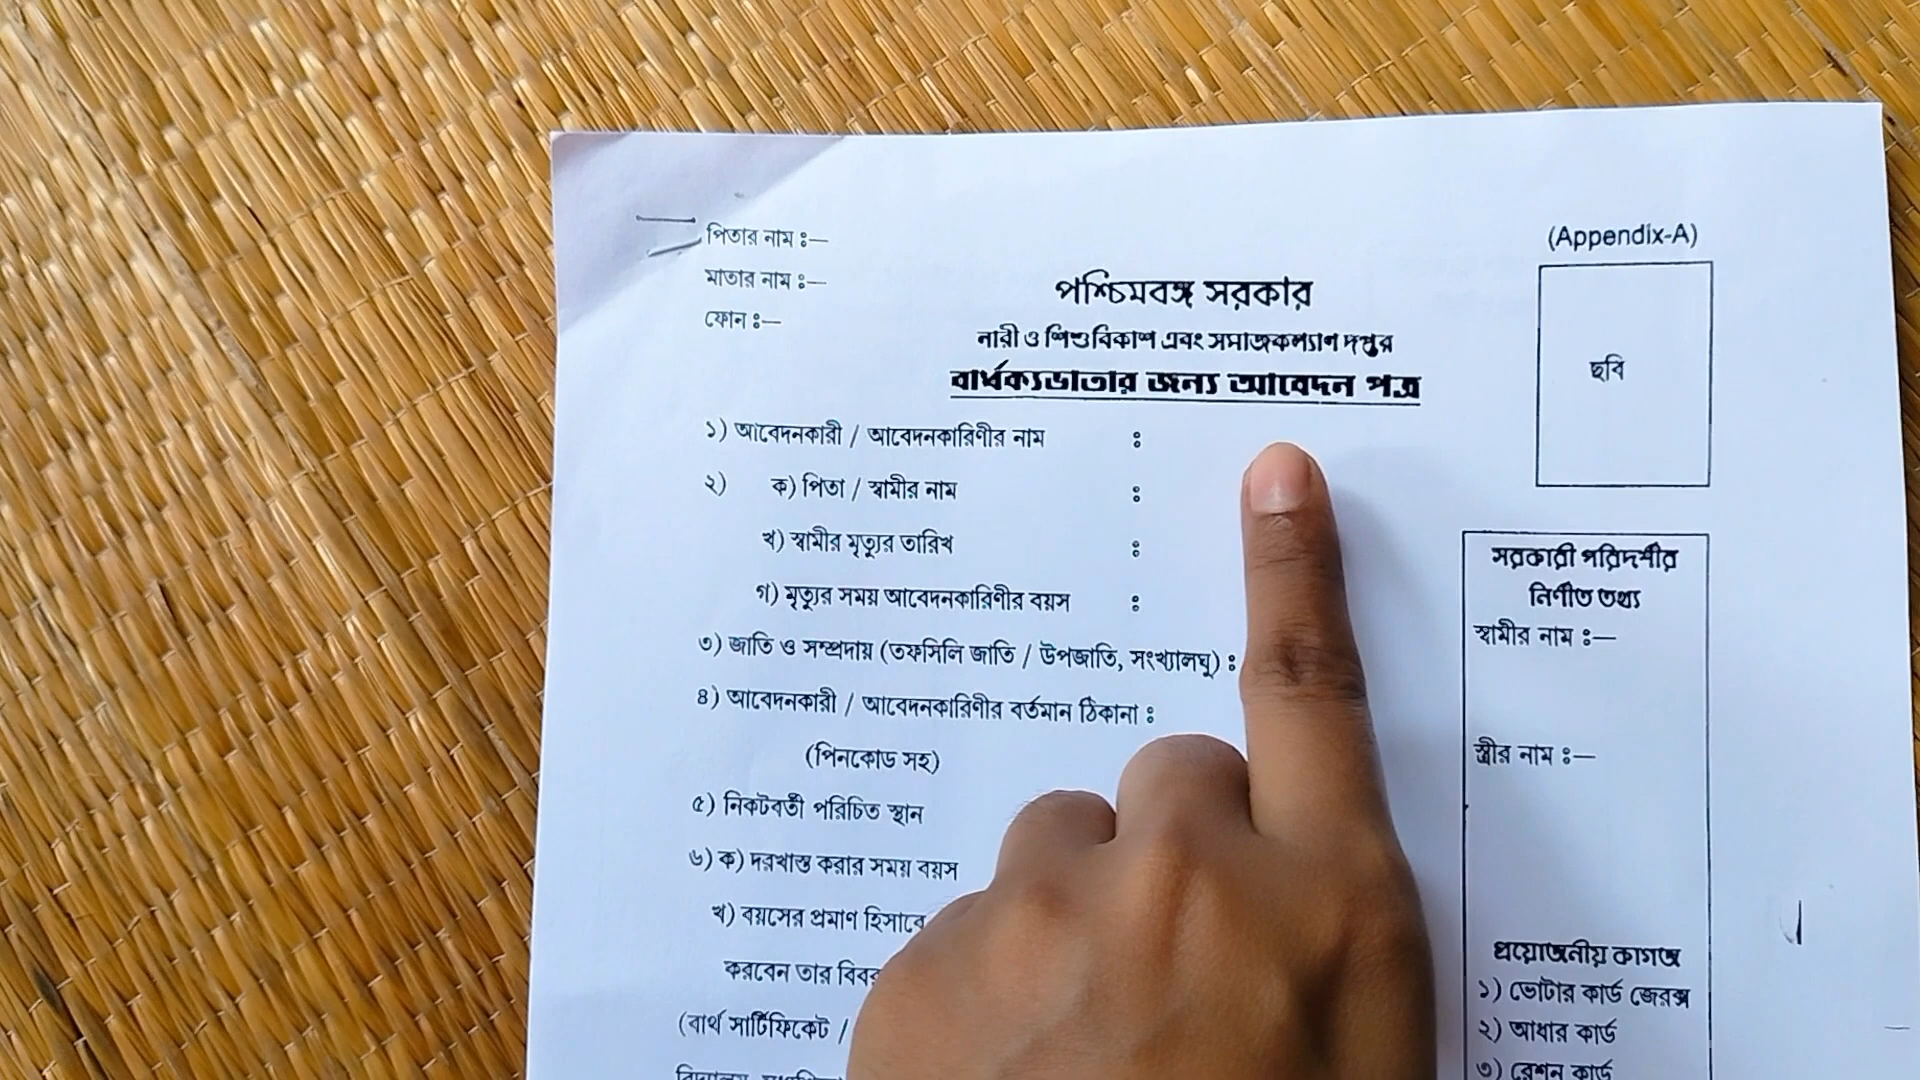 পিতার নাম ঃ—
মাতার নাম ঃ—
ফোন ঃ—
(Appendix-A)
পশ্চিমবঙ্গ সরকার
নারী ও শিশুবিকাশ এবং সমাজকল্যাণ দপ্তর
বার্ধক্যভাতার জন্য আবেদন পত্র
ছবি
১) আবেদনকারী / আবেদনকারিণীর নাম ঃ
২) ক) পিতা / স্বামীর নাম ঃ
খ) স্বামীর মৃত্যুর তারিখ ঃ
গ) মৃত্যুর সময় আবেদনকারিণীর বয়স ঃ
৩) জাতি ও সম্প্রদায় (তফসিলি জাতি / উপজাতি, সংখ্যালঘু) ঃ
৪) আবেদনকারী / আবেদনকারিণীর বর্তমান ঠিকানা ঃ
(পিনকোড সহ)
৫) নিকটবর্তী পরিচিত স্থান
৬) ক) দরখাস্ত করার সময় বয়স
খ) বয়সের প্রমাণ হিসাবে
করবেন তার
(বার্থ সার্টিফিকেট /
সরকারী পরিদর্শীর
নির্ণীত তথ্য
স্বামীর নাম ঃ—
স্ত্রীর নাম ঃ—
প্রয়োজনীয় কাগজ
১) ভোটার কার্ড জেরক্স
২) আধার কার্ড
৩) রেশন কার্ড